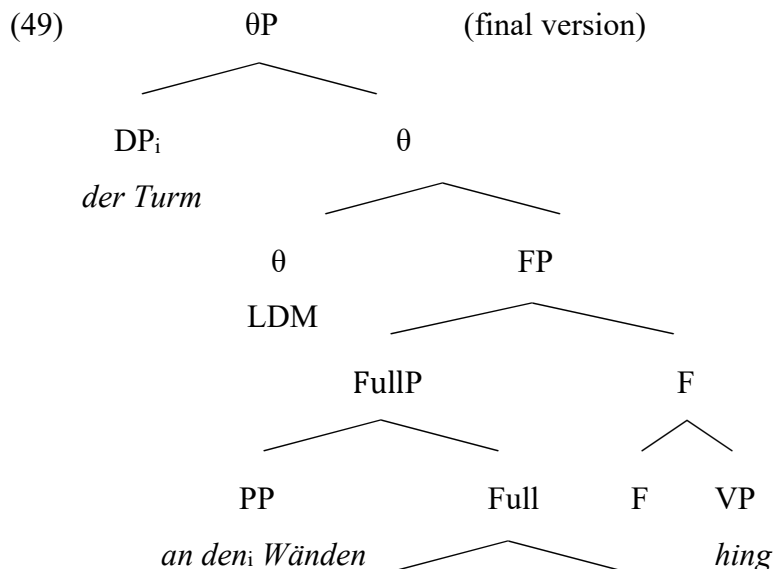 (49) θP (final version)
DPᵢ θ
der Turm
θ FP
LDM
FullP F
PP Full F VP
an denᵢ Wänden hing